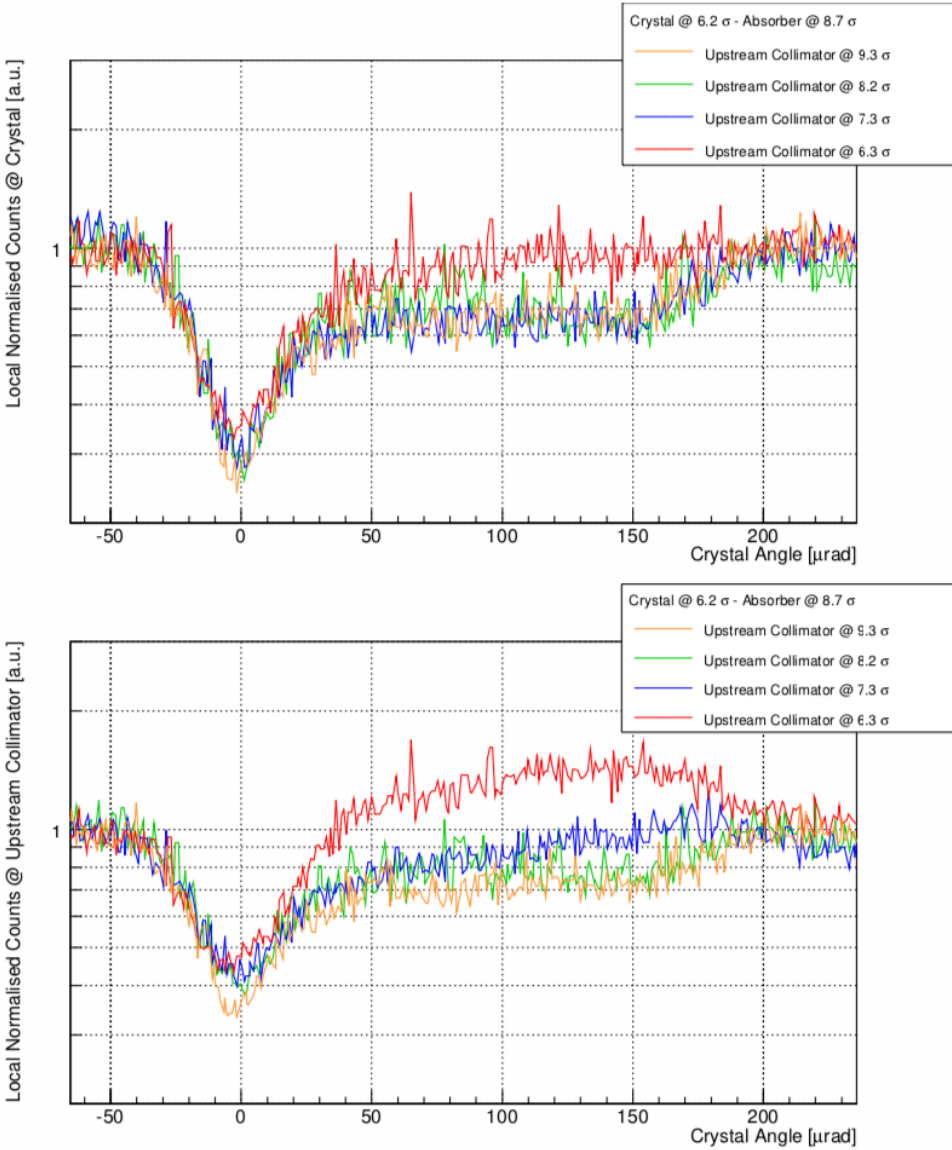 Crystal @ 6.2 σ - Absorber @ 8.7 σ
Upstream Collimator @ 9.3 σ
Upstream Collimator @ 8.2 σ
Upstream Collimator @ 7.3 σ
Upstream Collimator @ 6.3 σ
Local Normalised Counts @ Crystal [a.u.]
1
-50 0 50 100 150 200
Crystal Angle [μrad]
Crystal @ 6.2 σ - Absorber @ 8.7 σ
Upstream Collimator @ 9.3 σ
Upstream Collimator @ 8.2 σ
Upstream Collimator @ 7.3 σ
Upstream Collimator @ 6.3 σ
Local Normalised Counts @ Upstream Collimator [a.u.]
1
-50 0 50 100 150 200
Crystal Angle [μrad]